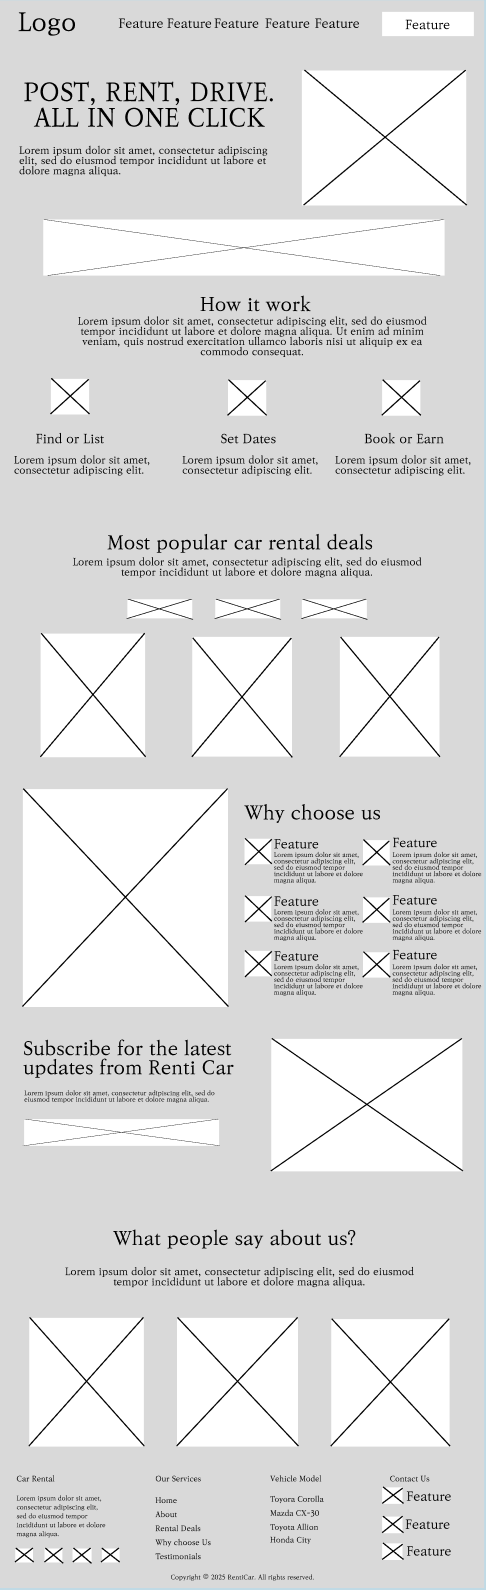 Logo
Feature Feature Feature Feature Feature
Feature
POST, RENT, DRIVE.
ALL IN ONE CLICK
Lorem ipsum dolor sit amet, consectetur adipiscing
elit, sed do eiusmod tempor incididunt ut labore et
dolore magna aliqua.
How it work
Lorem ipsum dolor sit amet, consectetur adipiscing elit, sed do eiusmod
tempor incididunt ut labore et dolore magna aliqua. Ut enim ad minim
veniam, quis nostrud exercitation ullamco laboris nisi ut aliquip ex ea
commodo consequat.
Find or List
Lorem ipsum dolor sit amet,
consectetur adipiscing elit.
Set Dates
Lorem ipsum dolor sit amet,
consectetur adipiscing elit.
Book or Earn
Lorem ipsum dolor sit amet,
consectetur adipiscing elit.
Most popular car rental deals
Lorem ipsum dolor sit amet, consectetur adipiscing elit, sed do eiusmod
tempor incididunt ut labore et dolore magna aliqua.
Why choose us
Feature
Lorem ipsum dolor sit amet,
consectetur adipiscing elit,
sed do eiusmod tempor
incididunt ut labore et dolore
magna aliqua.
Feature
Lorem ipsum dolor sit amet,
consectetur adipiscing elit,
sed do eiusmod tempor
incididunt ut labore et dolore
magna aliqua.
Feature
Lorem ipsum dolor sit amet,
consectetur adipiscing elit,
sed do eiusmod tempor
incididunt ut labore et dolore
magna aliqua.
Feature
Lorem ipsum dolor sit amet,
consectetur adipiscing elit,
sed do eiusmod tempor
incididunt ut labore et dolore
magna aliqua.
Feature
Lorem ipsum dolor sit amet,
consectetur adipiscing elit,
sed do eiusmod tempor
incididunt ut labore et dolore
magna aliqua.
Feature
Lorem ipsum dolor sit amet,
consectetur adipiscing elit,
sed do eiusmod tempor
incididunt ut labore et dolore
magna aliqua.
Subscribe for the latest
updates from Renti Car
Lorem ipsum dolor sit amet, consectetur adipiscing elit, sed do
eiusmod tempor incididunt ut labore et dolore magna aliqua.
What people say about us?
Lorem ipsum dolor sit amet, consectetur adipiscing elit, sed do eiusmod
tempor incididunt ut labore et dolore magna aliqua.
Car Rental
Lorem ipsum dolor sit amet,
consectetur adipiscing elit,
sed do eiusmod tempor
incididunt ut labore et dolore
magna aliqua.
Our Services
Home
About
Rental Deals
Why choose Us
Testimonials
Vehicle Model
Toyora Corolla
Mazda CX-30
Toyota Allion
Honda City
Contact Us
Feature
Feature
Feature
Copyright © 2025 RentiCar. All rights reserved.